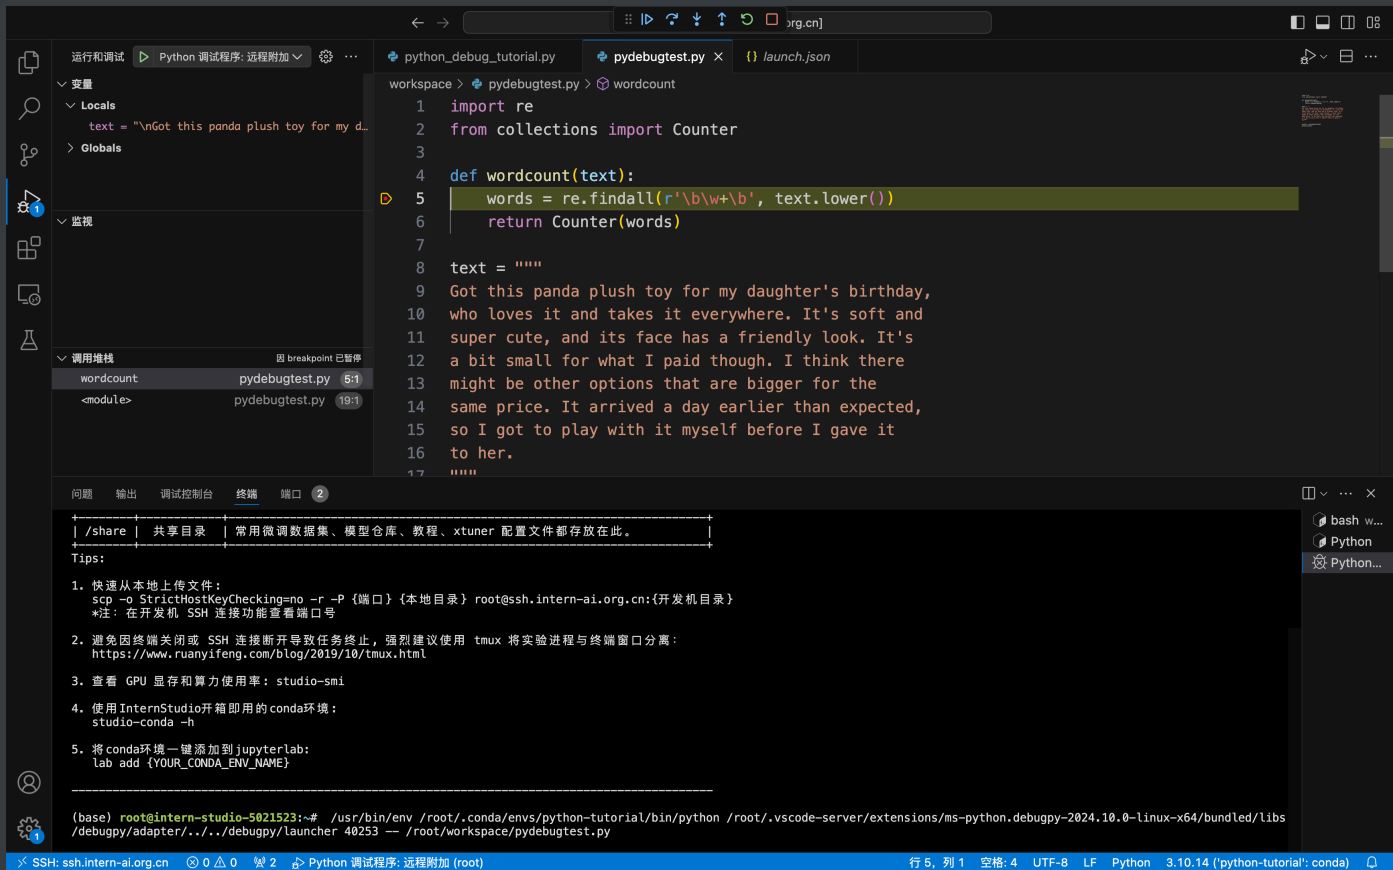 org.cn]
运行和调试 Python 调试程序: 远程附加
python_debug_tutorial.py pydebugtest.py {} launch.json
变量
Locals
text = "\nGot this panda plush toy for my d…
Globals
监视
调用堆栈 因 breakpoint 已暂停
wordcount pydebugtest.py 5:1
<module> pydebugtest.py 19:1
1
workspace > pydebugtest.py > wordcount
1 import re
2 from collections import Counter
3
4 def wordcount(text):
5 words = re.findall(r'\b\w+\b', text.lower())
6 return Counter(words)
7
8 text = """
9 Got this panda plush toy for my daughter's birthday,
10 who loves it and takes it everywhere. It's soft and
11 super cute, and its face has a friendly look. It's
12 a bit small for what I paid though. I think there
13 might be other options that are bigger for the
14 same price. It arrived a day earlier than expected,
15 so I got to play with it myself before I gave it
16 to her.
17 """
问题 输出 调试控制台 终端 端口 2
| /share | 共享目录 | 常用微调数据集、模型仓库、教程、xtuner 配置文件都存放在此。 |
Tips:
1. 快速从本地上传文件:
scp -o StrictHostKeyChecking=no -r -P {端口} {本地目录} root@ssh.intern-ai.org.cn:{开发机目录}
*注: 在开发机 SSH 连接功能查看端口号
2. 避免因终端关闭或 SSH 连接断开导致任务终止, 强烈建议使用 tmux 将实验进程与终端窗口分离:
https://www.ruanyifeng.com/blog/2019/10/tmux.html
3. 查看 GPU 显存和算力使用率: studio-smi
4. 使用InternStudio开箱即用的conda环境:
studio-conda -h
5. 将conda环境一键添加到jupyterlab:
lab add {YOUR_CONDA_ENV_NAME}
(base) root@intern-studio-5021523:~# /usr/bin/env /root/.conda/envs/python-tutorial/bin/python /root/.vscode-server/extensions/ms-python.debugpy-2024.10.0-linux-x64/bundled/libs
/debugpy/adapter/../../debugpy/launcher 40253 -- /root/workspace/pydebugtest.py
bash w...
Python
Python...
1
SSH: ssh.intern-ai.org.cn 0 0 2 Python 调试程序: 远程附加 (root) 行 5, 列 1 空格: 4 UTF-8 LF Python 3.10.14 ('python-tutorial': conda)